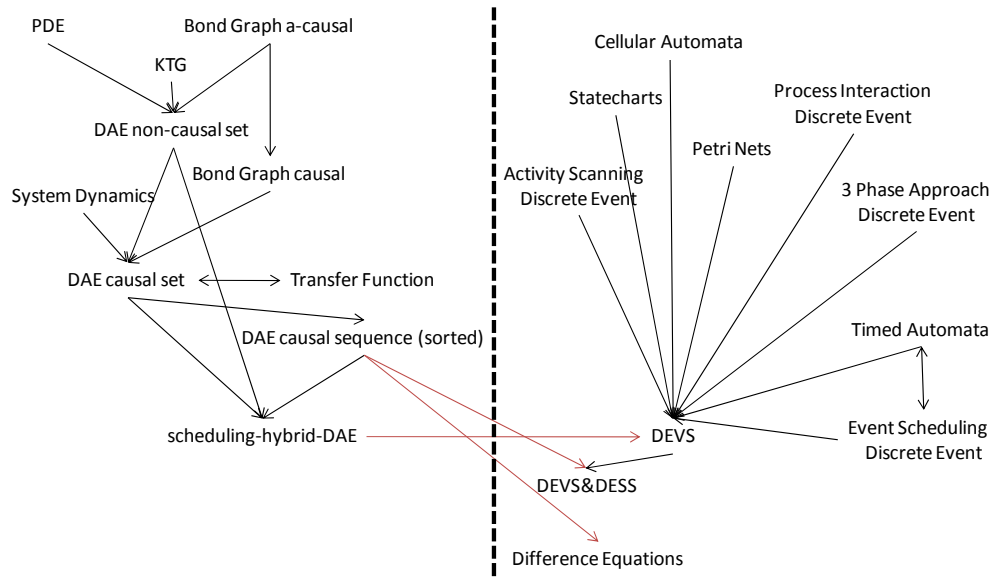 PDE
Bond Graph a-causal
KTG
DAE non-causal set
Bond Graph causal
System Dynamics
DAE causal set
Transfer Function
DAE causal sequence (sorted)
scheduling-hybrid-DAE
Cellular Automata
Statecharts
Process Interaction
Discrete Event
Petri Nets
Activity Scanning
Discrete Event
3 Phase Approach
Discrete Event
Timed Automata
Event Scheduling
Discrete Event
DEVS
DEVS&DESS
Difference Equations